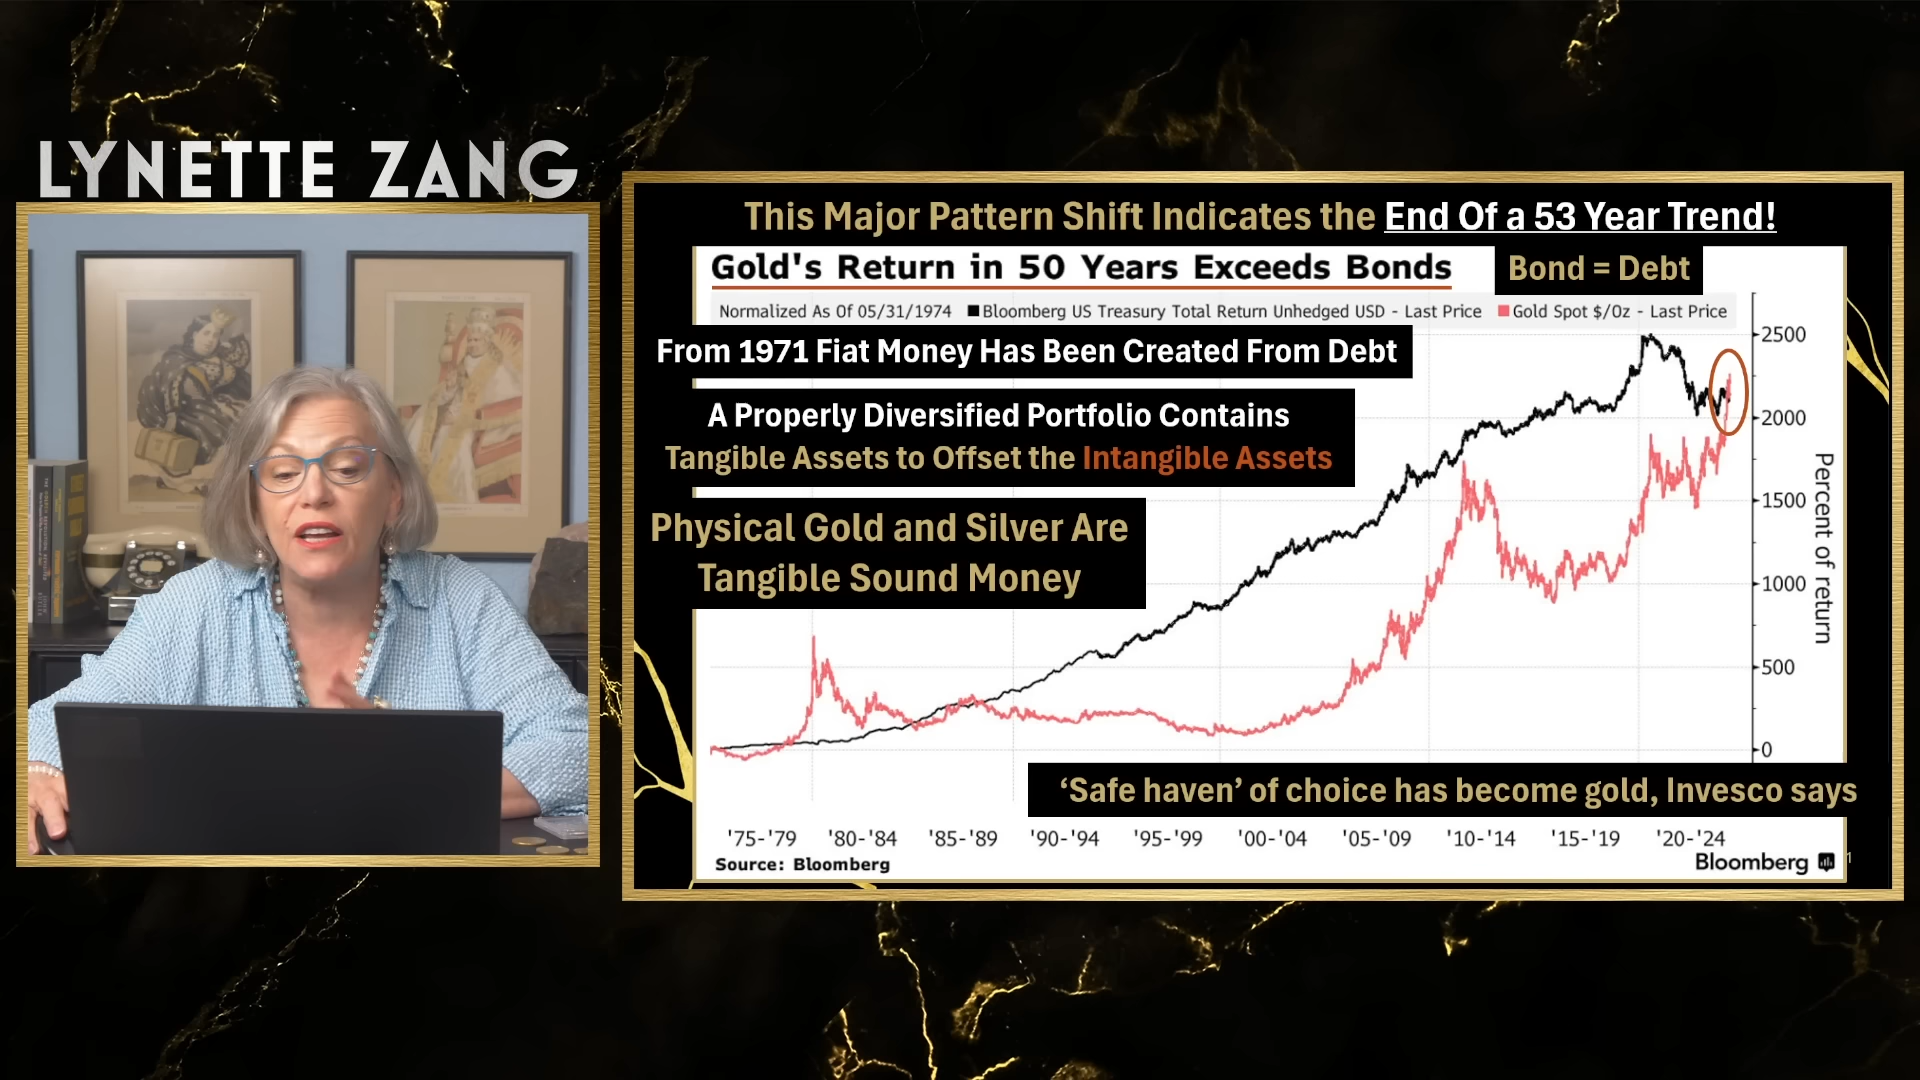 LYNETTE ZANG
This Major Pattern Shift Indicates the End Of a 53 Year Trend!
Gold's Return in 50 Years Exceeds Bonds
Bond = Debt
Normalized As Of 05/31/1974 Bloomberg US Treasury Total Return Unhedged USD - Last Price Gold Spot $/Oz - Last Price
From 1971 Fiat Money Has Been Created From Debt
A Properly Diversified Portfolio Contains
Tangible Assets to Offset the Intangible Assets
Physical Gold and Silver Are
Tangible Sound Money
2500
2000
1500
1000
500
0
Percent of return
‘Safe haven’ of choice has become gold, Invesco says
'75-'79 '80-'84 '85-'89 '90-'94 '95-'99 '00-'04 '05-'09 '10-'14 '15-'19 '20-'24
Source: Bloomberg
Bloomberg
1